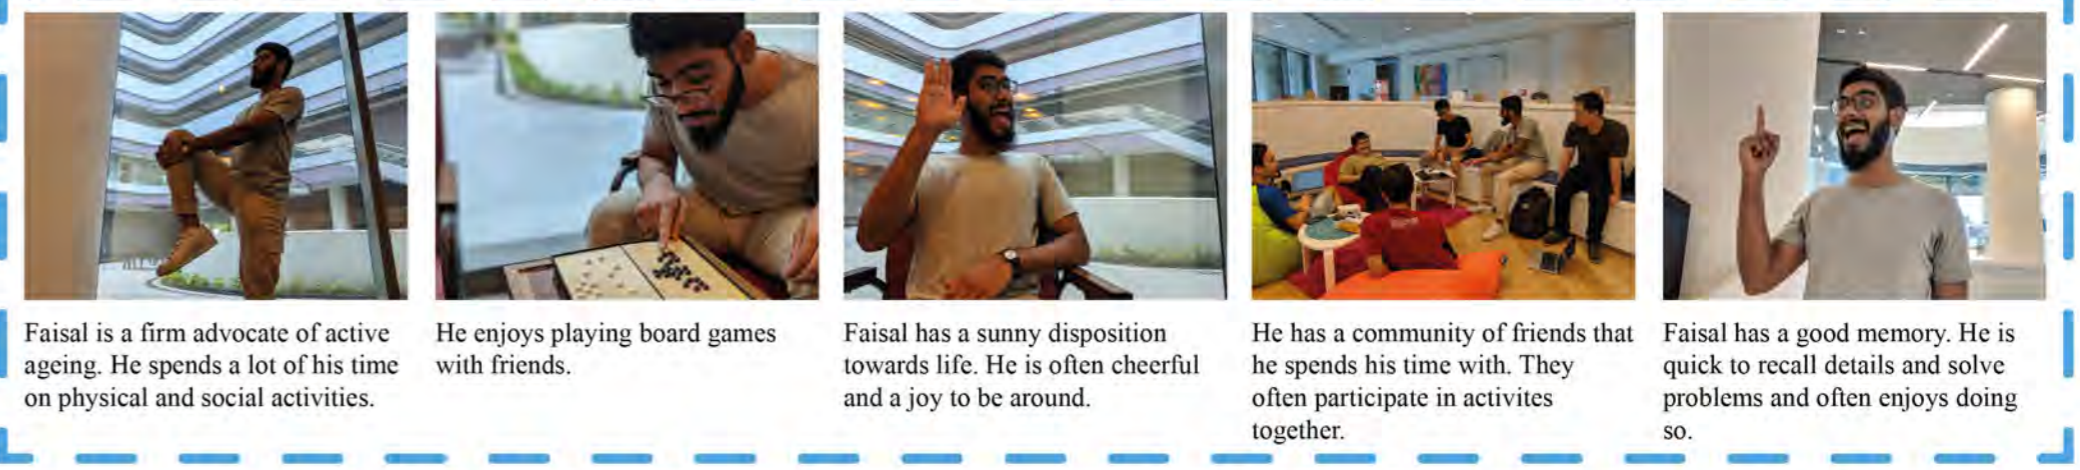 Faisal is a firm advocate of active
ageing. He spends a lot of his time
on physical and social activities.
He enjoys playing board games
with friends.
Faisal has a sunny disposition
towards life. He is often cheerful
and a joy to be around.
He has a community of friends that
he spends his time with. They
often participate in activites
together.
Faisal has a good memory. He is
quick to recall details and solve
problems and often enjoys doing
so.